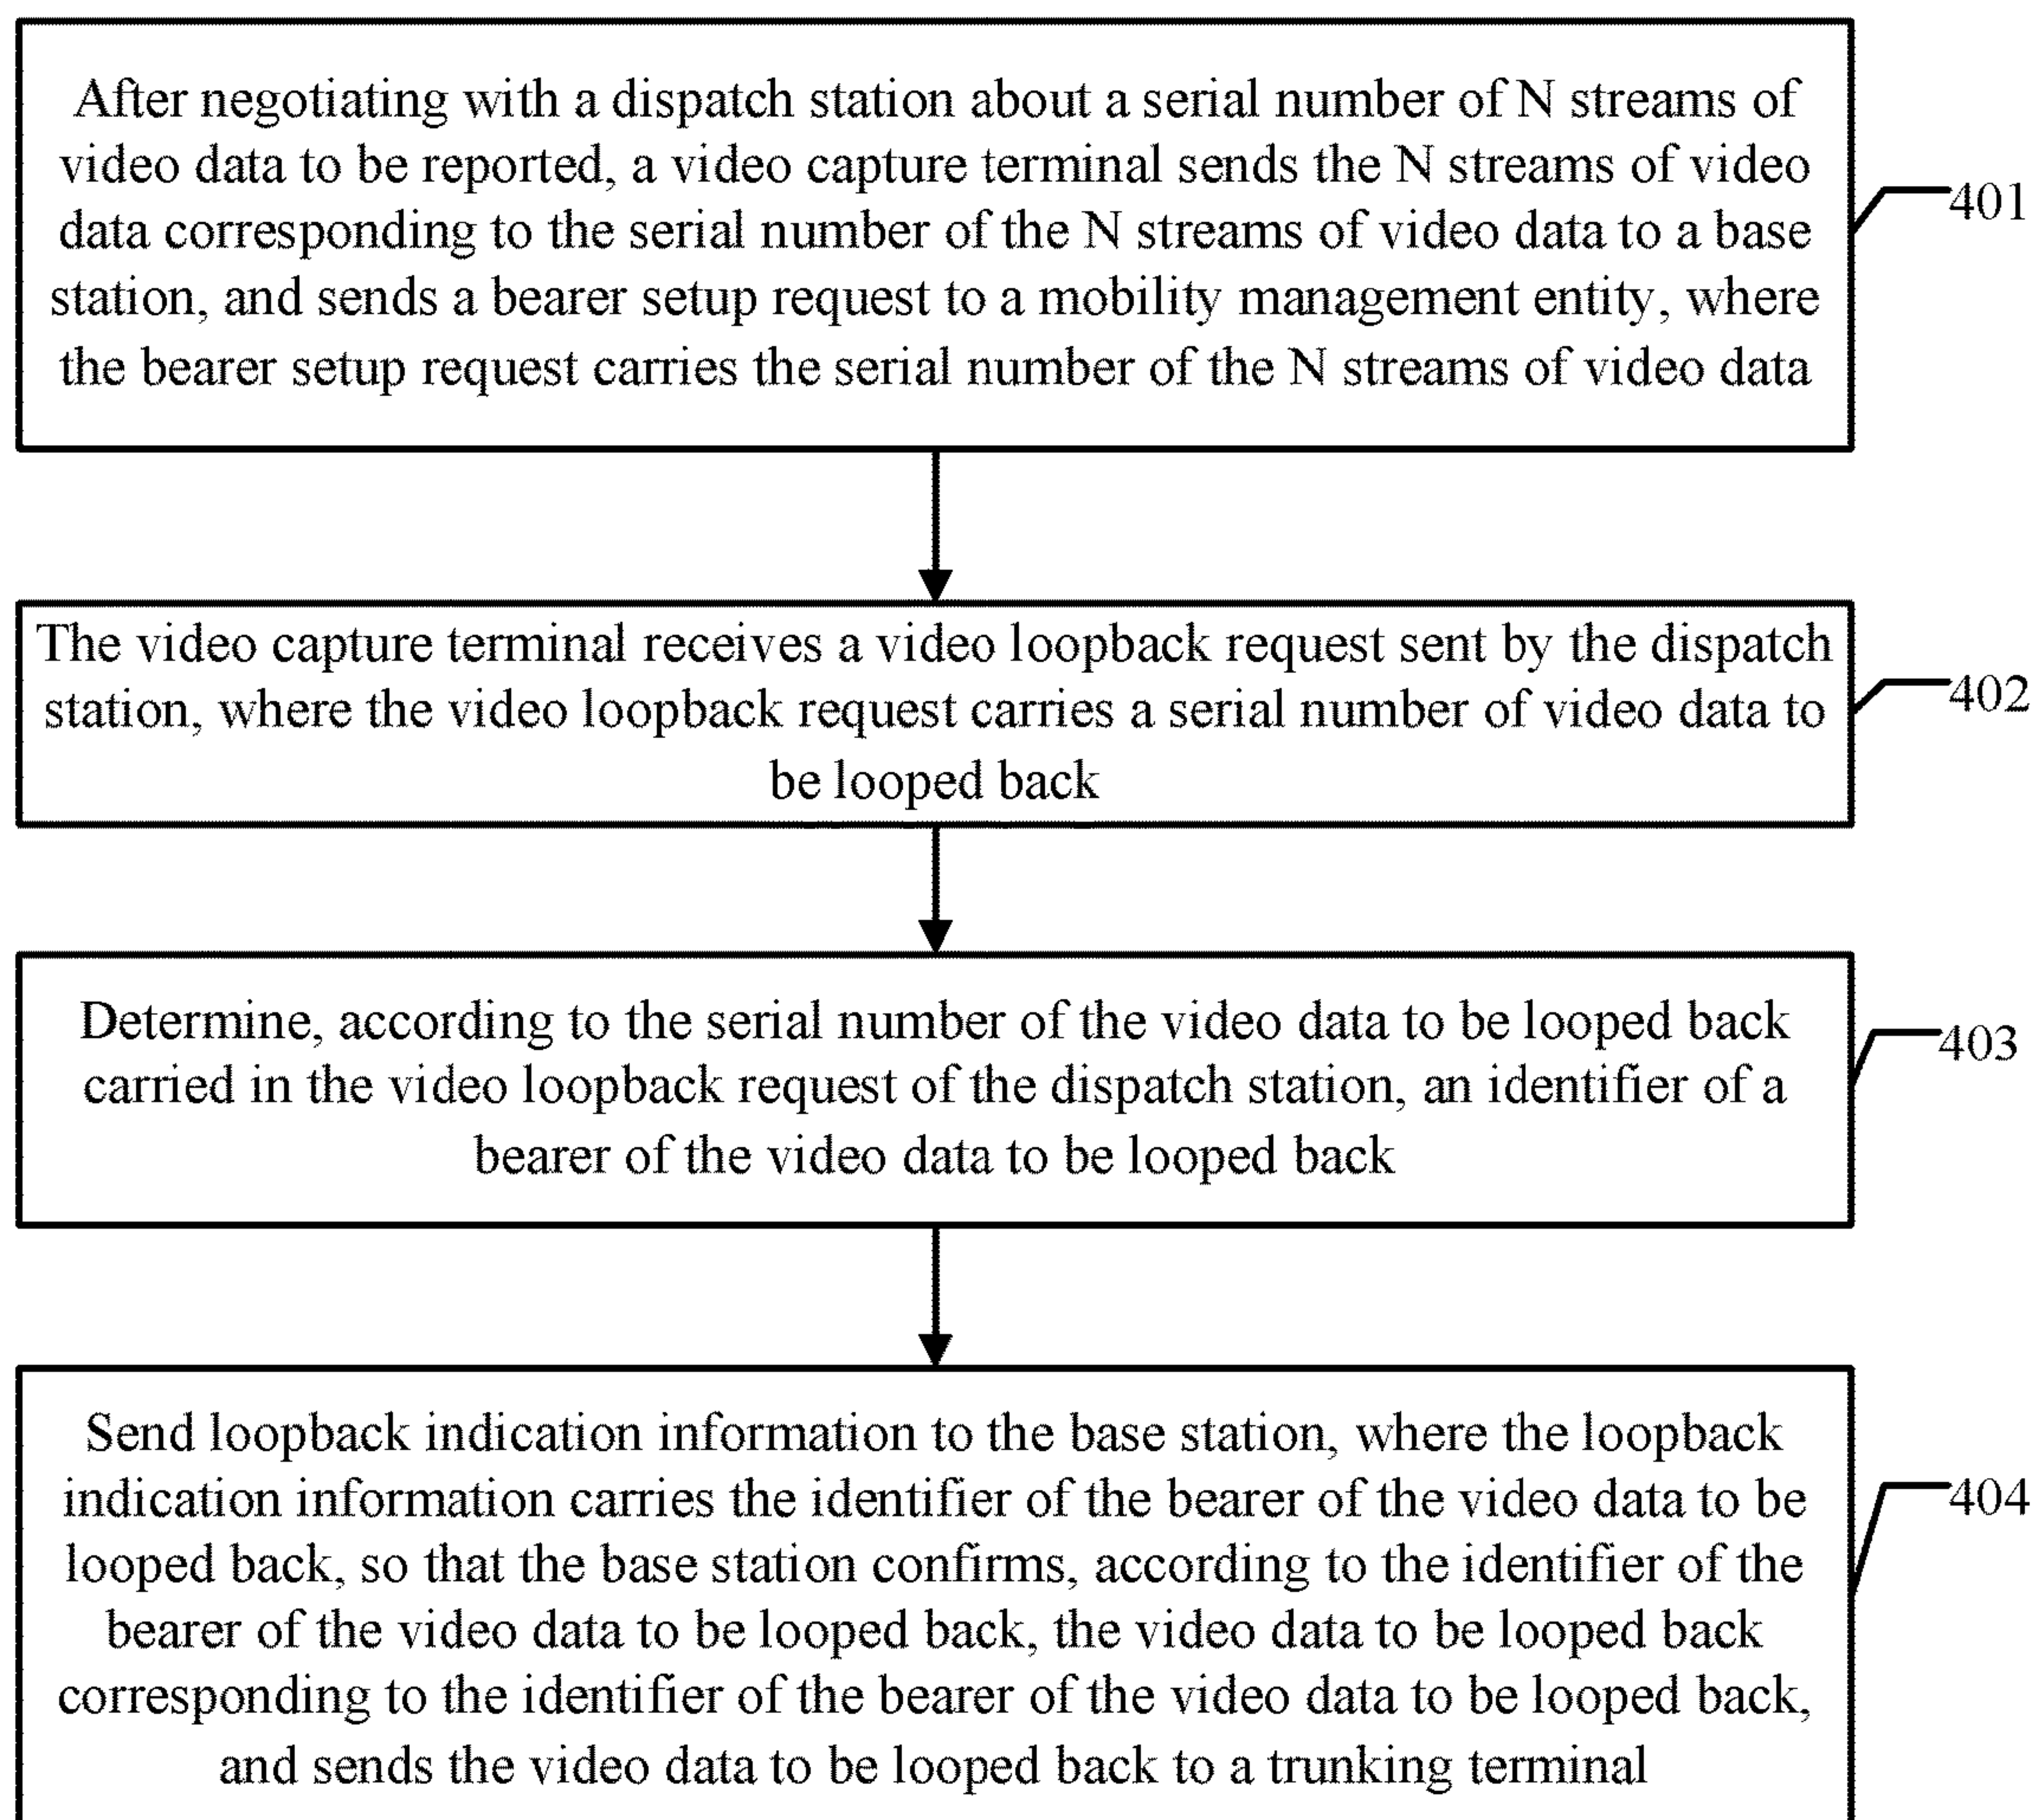 After negotiating with a dispatch station about a serial number of N streams of
video data to be reported, a video capture terminal sends the N streams of video
data corresponding to the serial number of the N streams of video data to a base
station, and sends a bearer setup request to a mobility management entity, where
the bearer setup request carries the serial number of the N streams of video data
401
The video capture terminal receives a video loopback request sent by the dispatch
station, where the video loopback request carries a serial number of video data to
be looped back
402
Determine, according to the serial number of the video data to be looped back
carried in the video loopback request of the dispatch station, an identifier of a
bearer of the video data to be looped back
403
Send loopback indication information to the base station, where the loopback
indication information carries the identifier of the bearer of the video data to be
looped back, so that the base station confirms, according to the identifier of the
bearer of the video data to be looped back, the video data to be looped back
corresponding to the identifier of the bearer of the video data to be looped back,
and sends the video data to be looped back to a trunking terminal
404